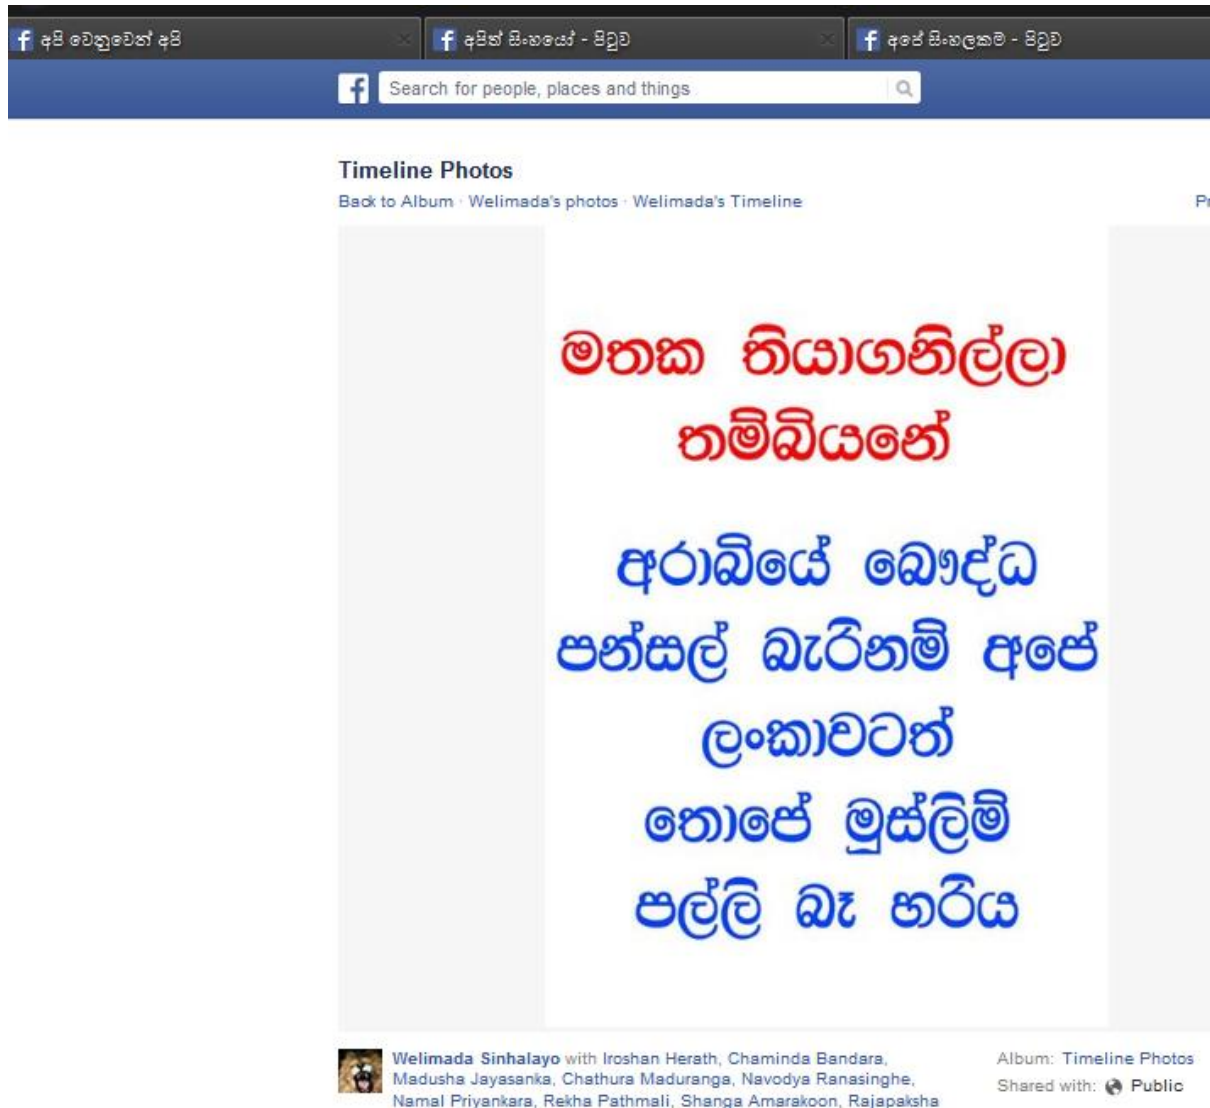 අපි වෙනුවෙන් අපි
අපිත් සිංහයෝ - පිටුව
අපේ සිංහලකම - පිටුව
Search for people, places and things
Timeline Photos
Back to Album · Welimada's photos · Welimada's Timeline
මතක තියාගනිල්ලා
තම්බියනේ
අරාබියේ බෞද්ධ
පන්සල් බැරිනම් අපේ
ලංකාවටත්
තොපේ මුස්ලිම්
පල්ලි බෑ හරිය
Welimada Sinhalayo with Iroshan Herath, Chaminda Bandara,
Madusha Jayasanka, Chathura Maduranga, Navodya Ranasinghe,
Namal Priyankara, Rekha Pathmali, Shanga Amarakoon, Rajapaksha
Album: Timeline Photos
Shared with: Public